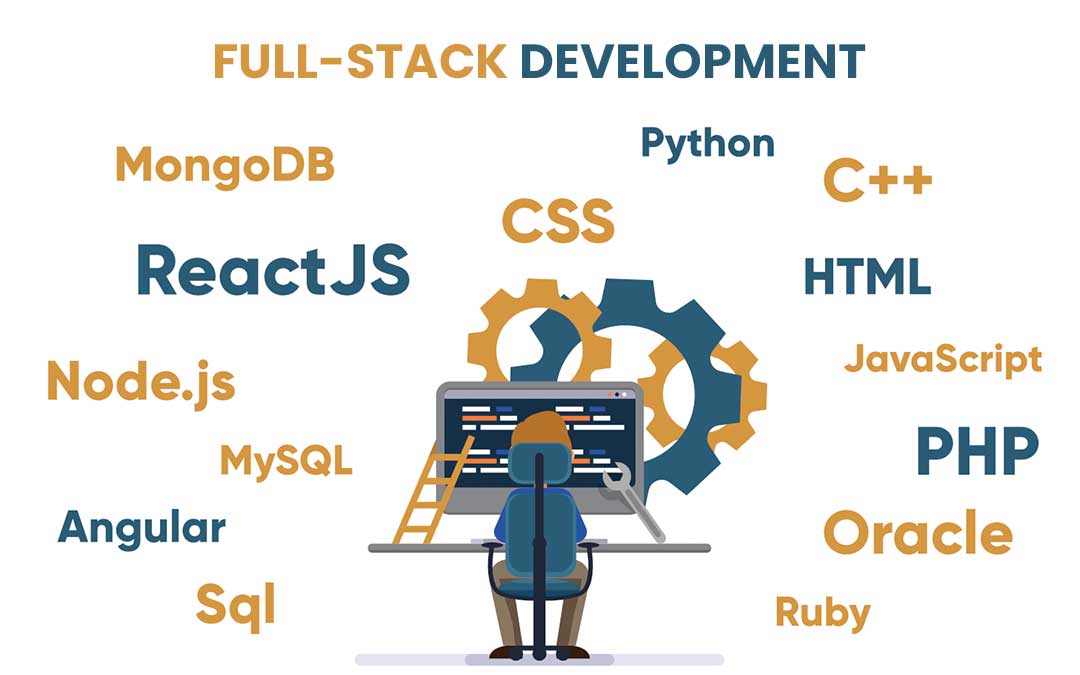 FULL-STACK DEVELOPMENT
Python
MongoDB
C++
CSS
ReactJS
HTML
JavaScript
Node.js
PHP
MySQL
Angular
Oracle
Sql
Ruby